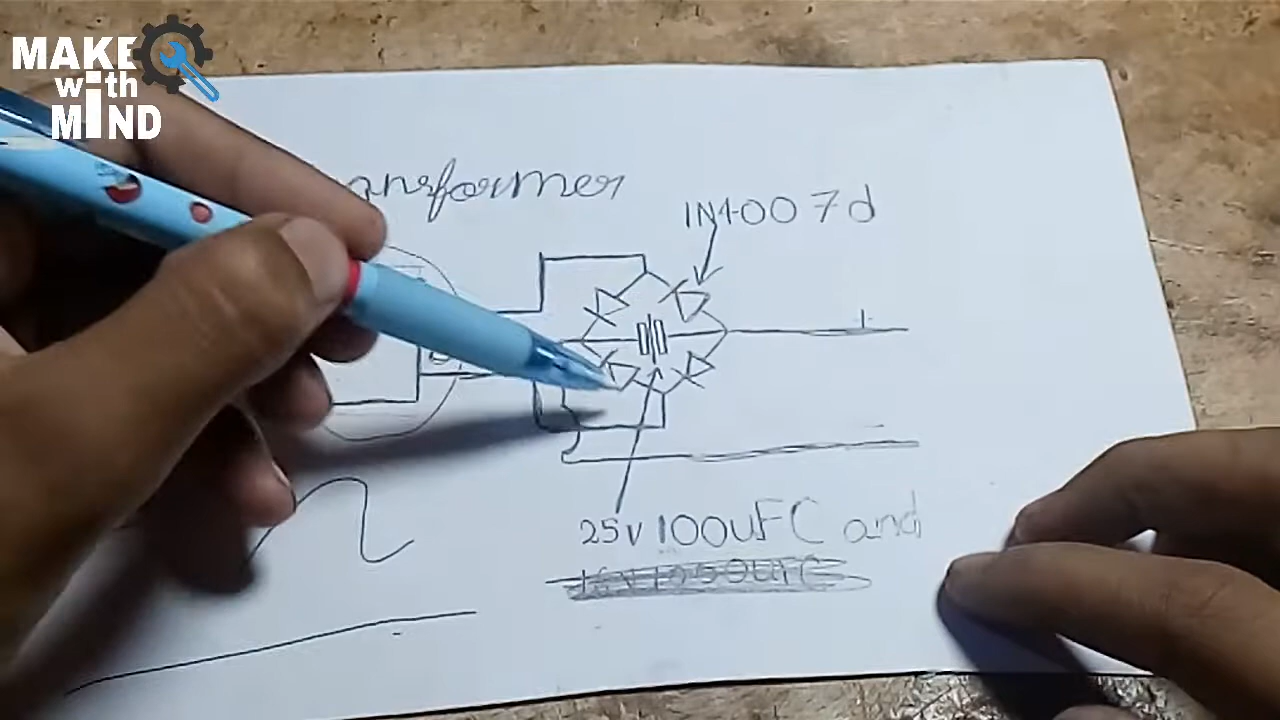 MAKE
with
MIND
ansformer
1N4007d
25v 100uFC and